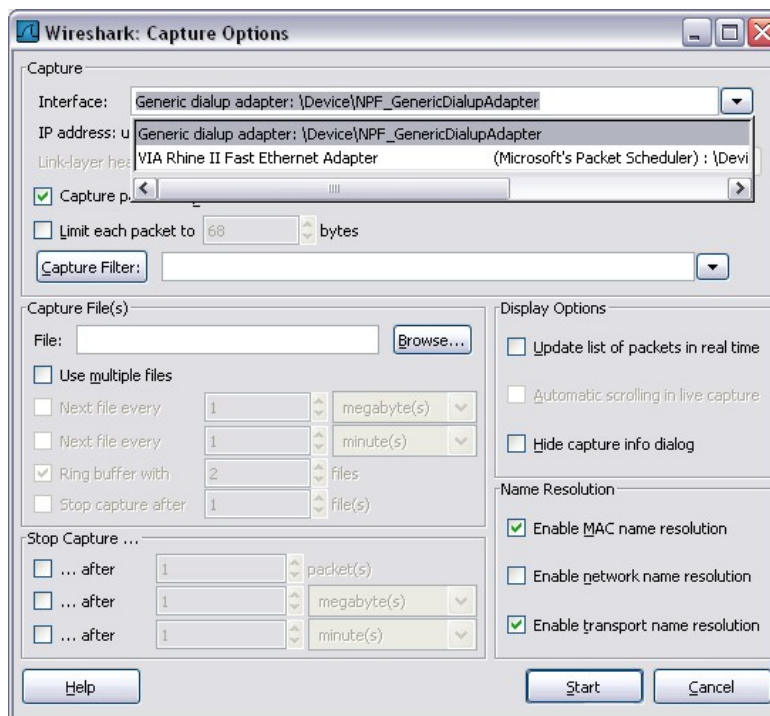 Wireshark: Capture Options
Capture
Interface: Generic dialup adapter: \Device\NPF_GenericDialupAdapter
IP address: u
Generic dialup adapter: \Device\NPF_GenericDialupAdapter
Link-layer hea
VIA Rhine II Fast Ethernet Adapter (Microsoft's Packet Scheduler) : \Devi
Capture p
Limit each packet to 68 bytes
Capture Filter:
Capture File(s)
File: Browse...
Use multiple files
Next file every 1 megabyte(s)
Next file every 1 minute(s)
Ring buffer with 2 files
Stop capture after 1 file(s)
Stop Capture ...
... after 1 packet(s)
... after 1 megabyte(s)
... after 1 minute(s)
Display Options
Update list of packets in real time
Automatic scrolling in live capture
Hide capture info dialog
Name Resolution
Enable MAC name resolution
Enable network name resolution
Enable transport name resolution
Help
Start
Cancel